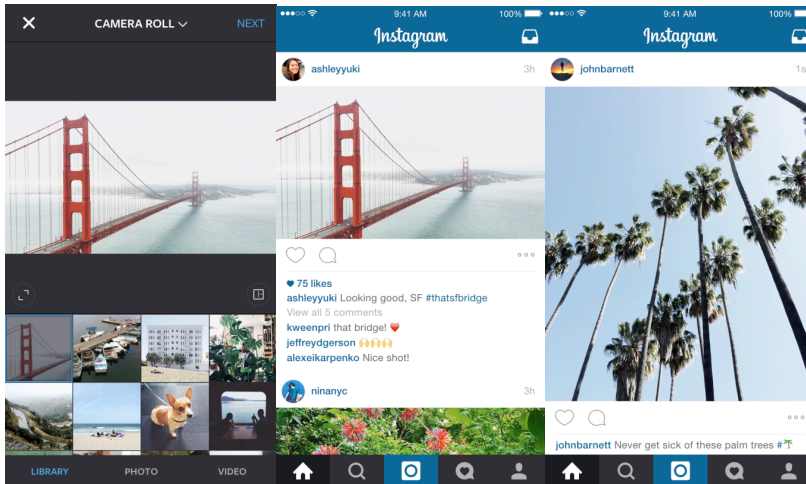 CAMERA ROLL
NEXT
LIBRARY
PHOTO
VIDEO
9:41 AM
100%
Instagram
ashleyyuki
3h
75 likes
ashleyyuki Looking good, SF #thatsfbridge
View all 5 comments
kweenpri that bridge! ❤️
jeffreydgerson 🙌🙌🙌
alexeikarpenko Nice shot!
ninanyc
3h
9:41 AM
100%
Instagram
johnbarnett
1s
johnbarnett Never get sick of these palm trees #🌴